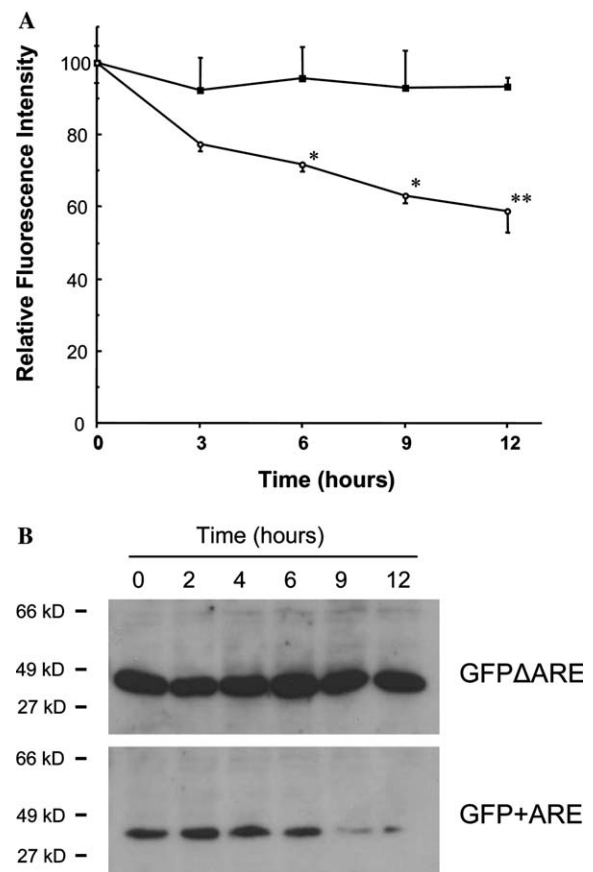 A
Relative Fluorescence Intensity
100
80
60
40
20
0
*
*
**
0 3 6 9 12
Time (hours)
B
Time (hours)
0 2 4 6 9 12
66 kD
49 kD
27 kD
GFPΔARE
66 kD
49 kD
27 kD
GFP+ARE